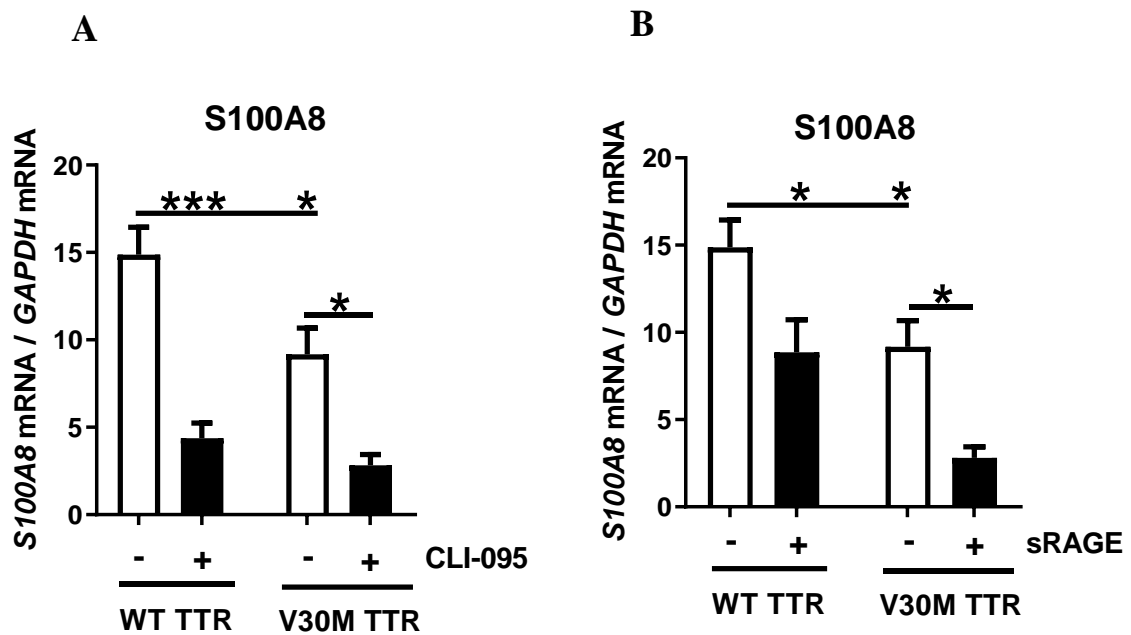 A
S100A8
S100A8 mRNA / GAPDH mRNA
20
15
10
5
0
*** *
*
- + - + CLI-095
WT TTR V30M TTR
B
S100A8
S100A8 mRNA / GAPDH mRNA
20
15
10
5
0
* *
*
- + - + sRAGE
WT TTR V30M TTR